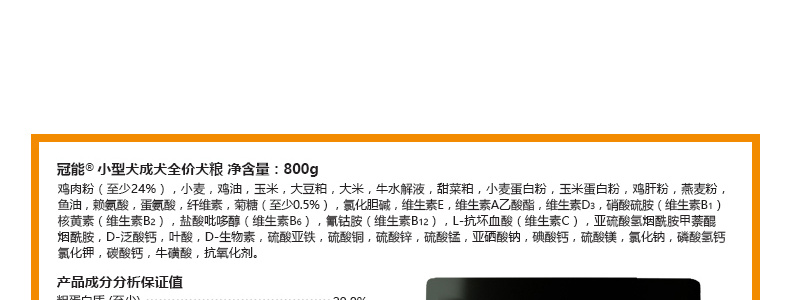 冠能® 小型犬成犬全价犬粮 净含量：800g
鸡肉粉（至少24%），小麦，鸡油，玉米，大豆粕，大米，牛水解液，甜菜粕，小麦蛋白粉，玉米蛋白粉，鸡肝粉，燕麦粉，
鱼油，赖氨酸，蛋氨酸，纤维素，菊糖（至少0.5%），氯化胆碱，维生素E，维生素A乙酸酯，维生素D3，硝酸硫胺（维生素B1）
核黄素（维生素B2），盐酸吡哆醇（维生素B6），氰钴胺（维生素B12），L-抗坏血酸（维生素C），亚硫酸氢烟酰胺甲萘醌
烟酰胺，D-泛酸钙，叶酸，D-生物素，硫酸亚铁，硫酸铜，硫酸锌，硫酸锰，亚硒酸钠，碘酸钙，硫酸镁，氯化钠，磷酸氢钙
氯化钾，碳酸钙，牛磺酸，抗氧化剂。
产品成分分析保证值